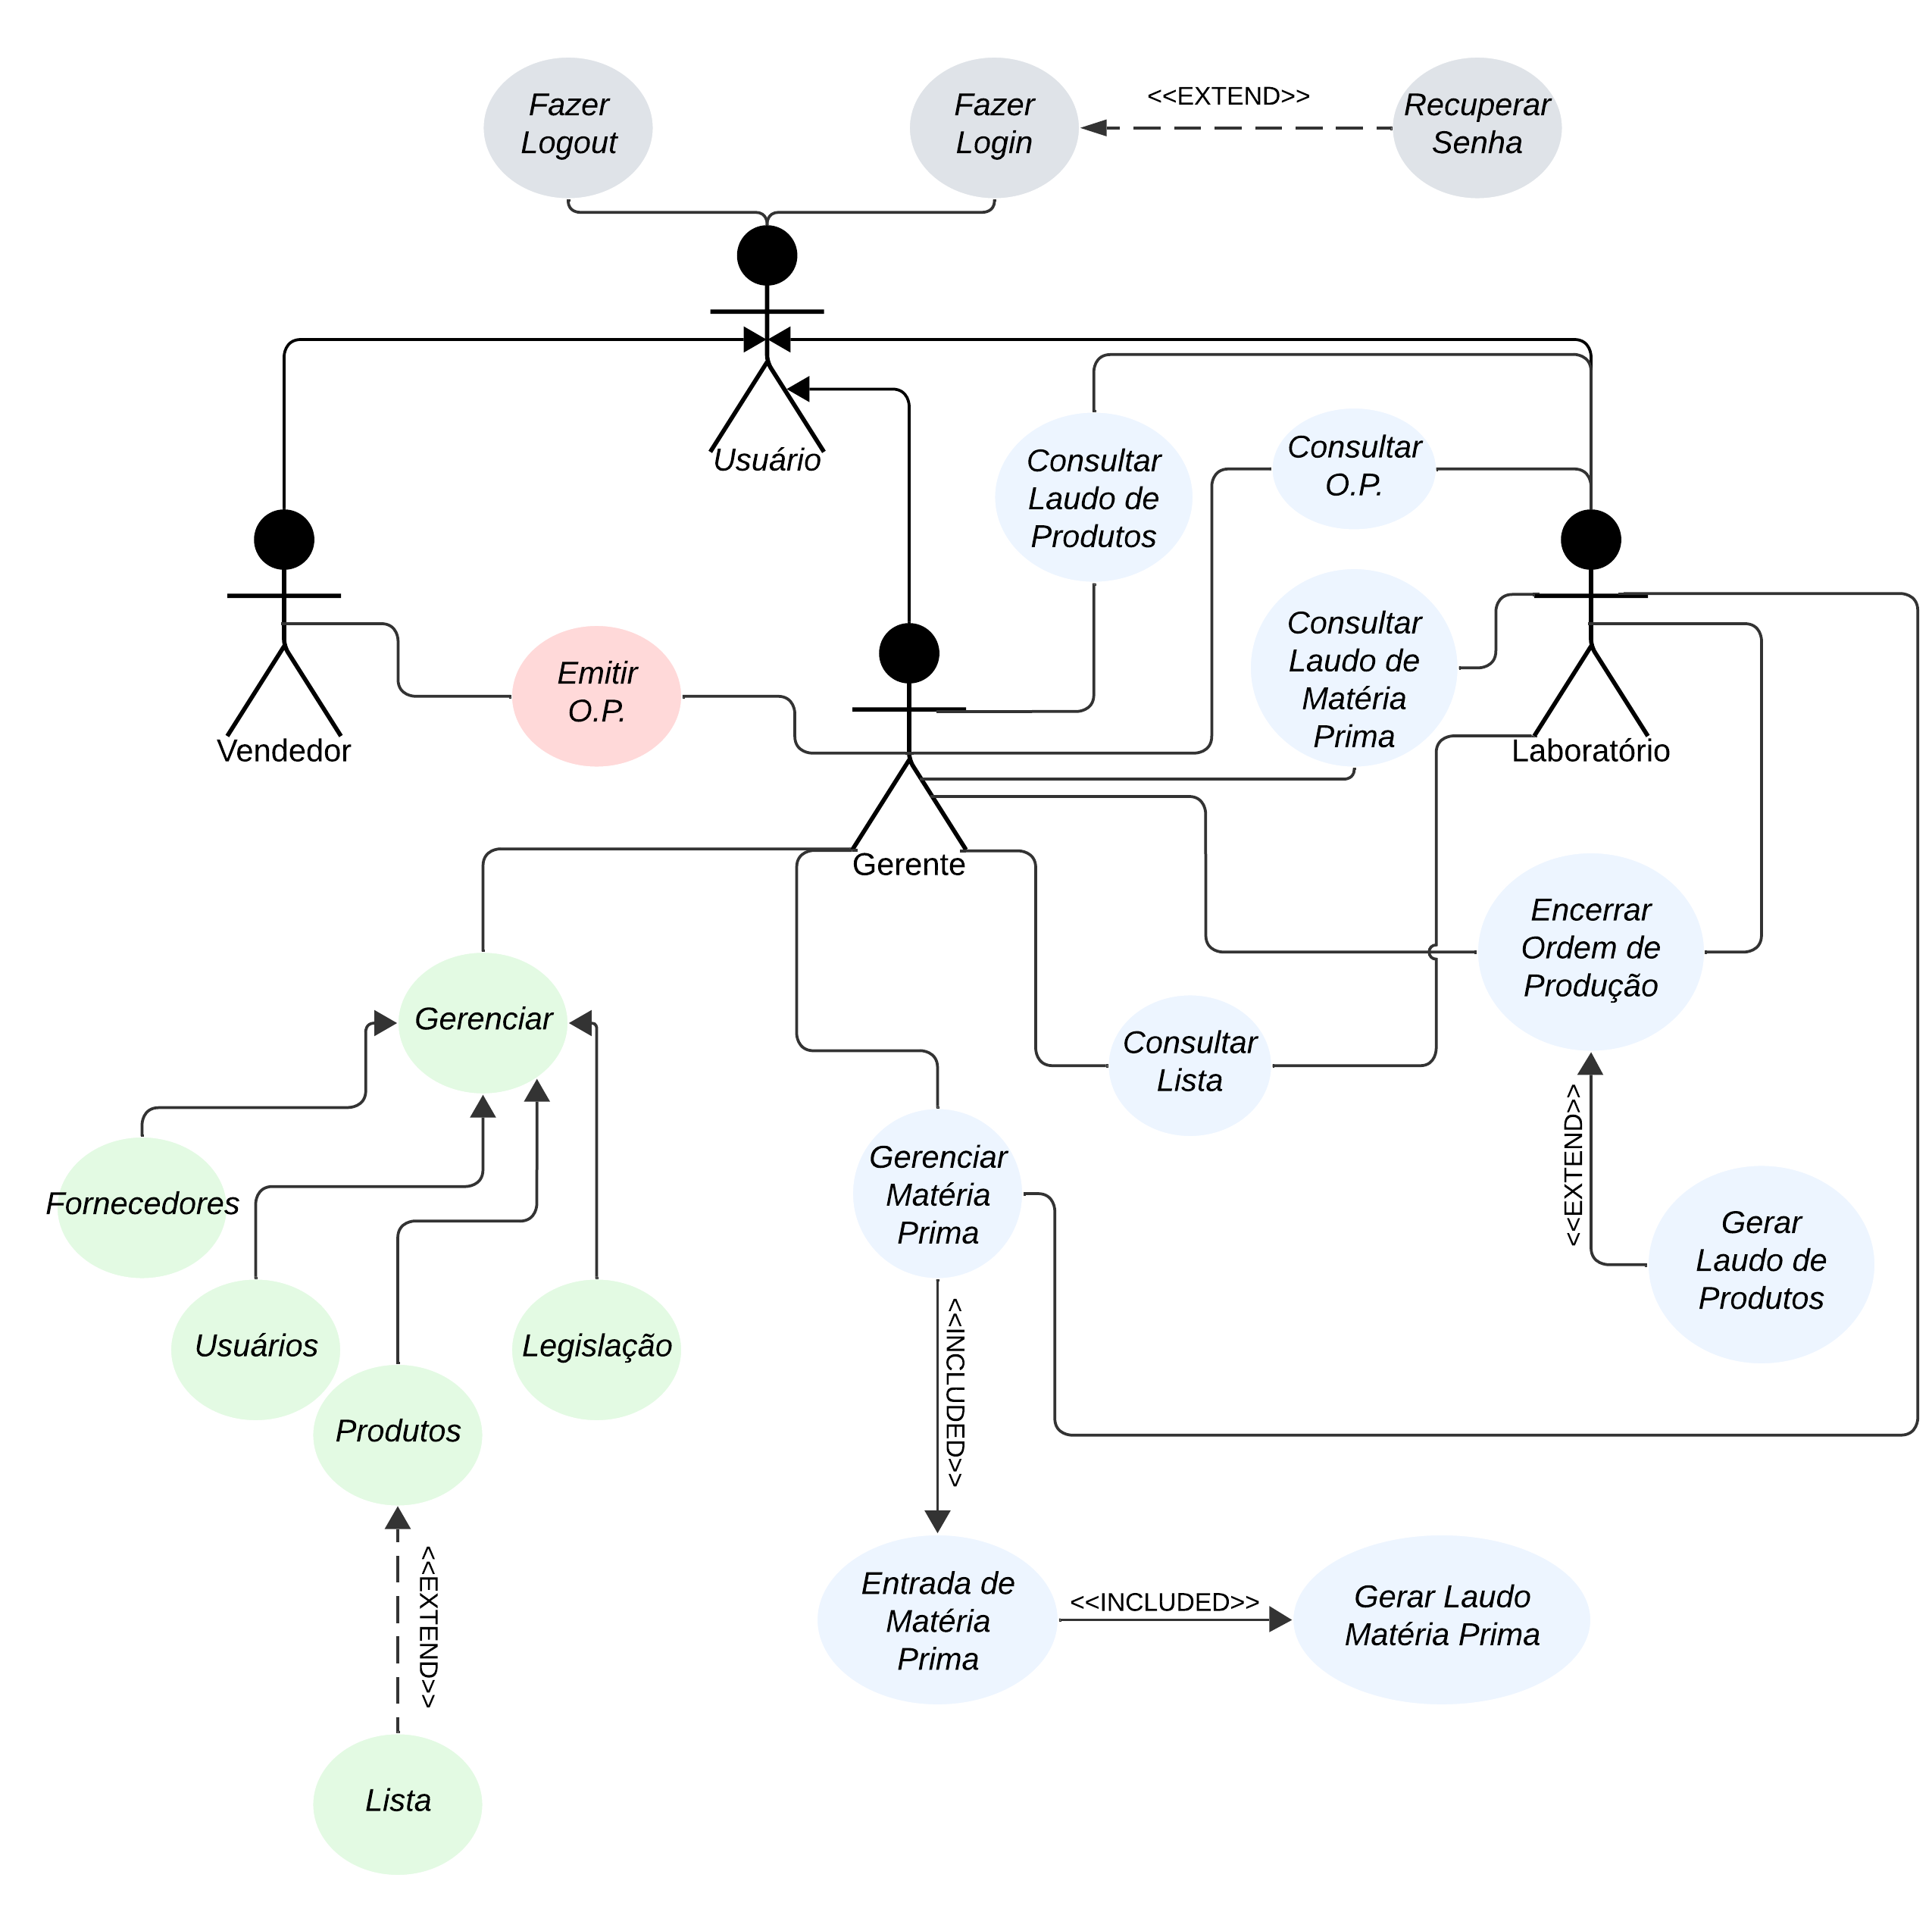 Fazer
Logout
Fazer
Login
<<EXTEND>>
Recuperar
Senha
Usuário
Consultar
Laudo de
Produtos
Consultar
O.P.
Consultar
Laudo de
Matéria
Prima
Emitir
O.P.
Vendedor
Laboratório
Gerente
Encerrar
Ordem de
Produção
Gerenciar
Consultar
Lista
<<EXTEND>>
Gerenciar
Matéria
Prima
Fornecedores
Gerar
Laudo de
Produtos
Usuários
Legislação
<<INCLUDED>>
Produtos
<<EXTEND>>
Entrada de
Matéria
Prima
<<INCLUDED>>
Gerar Laudo
Matéria Prima
Lista